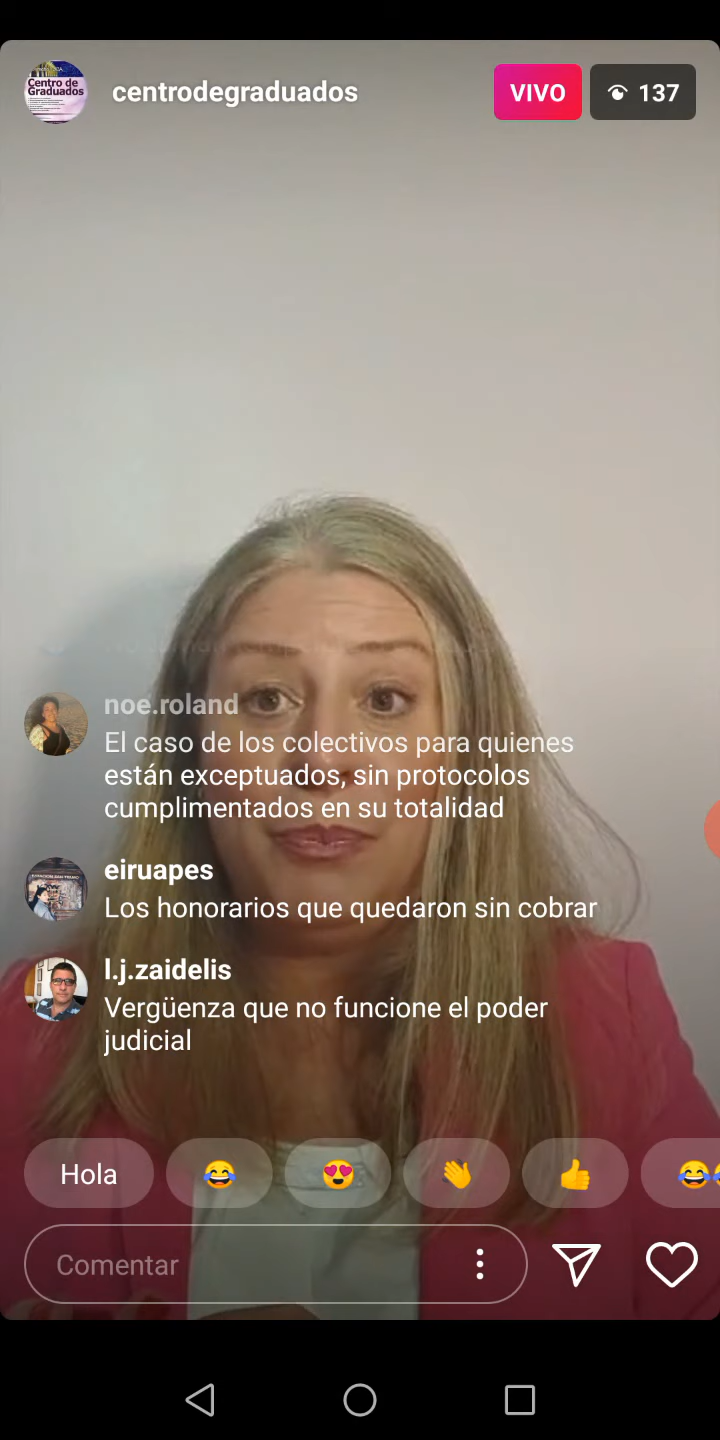 Centro de
Graduados
centrodegraduados
VIVO
137
noe.roland
El caso de los colectivos para quienes
están exceptuados, sin protocolos
cumplimentados en su totalidad
eiruapes
Los honorarios que quedaron sin cobrar
l.j.zaidelis
Vergüenza que no funcione el poder
judicial
Hola
Comentar